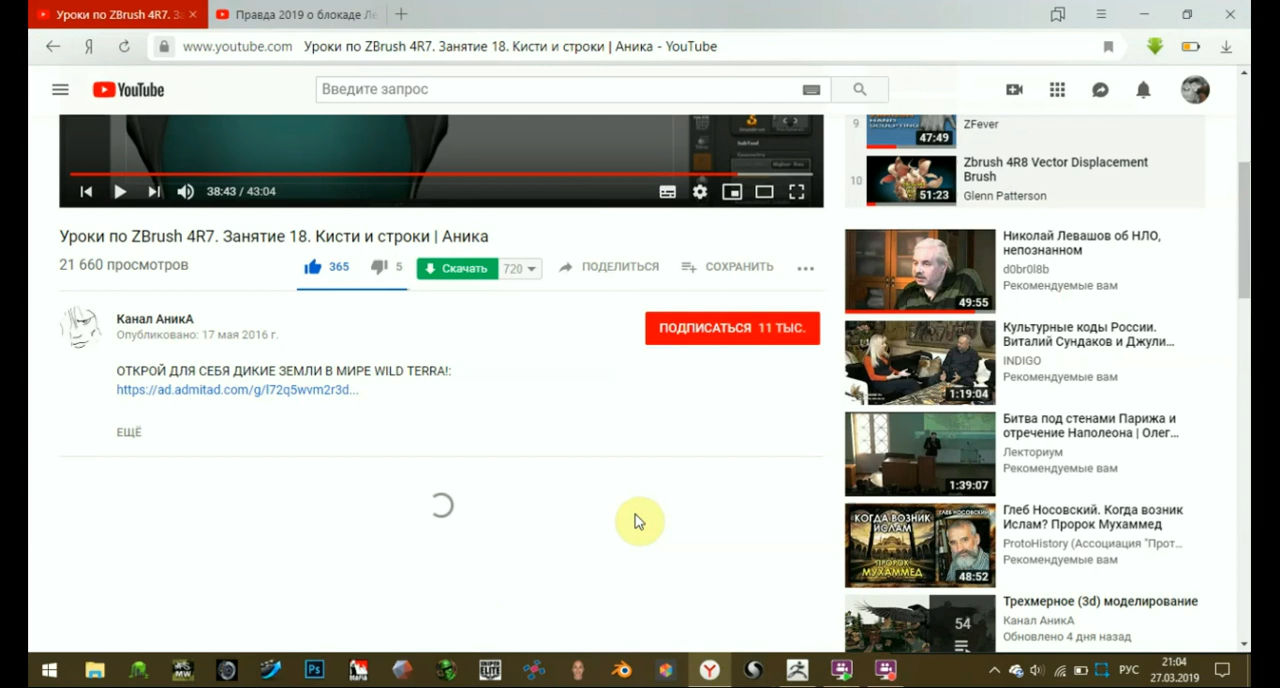 Уроки по ZBrush 4R7. З
Правда 2019 о блокаде Ле
www.youtube.com Уроки по ZBrush 4R7. Занятие 18. Кисти и строки | Аника - YouTube
YouTube
Введите запрос
38:43 / 43:04
Уроки по ZBrush 4R7. Занятие 18. Кисти и строки | Аника
21 660 просмотров
365
5
Скачать
720
ПОДЕЛИТЬСЯ
СОХРАНИТЬ
Канал АникА
Опубликовано: 17 мая 2016 г.
ПОДПИСАТЬСЯ 11 ТЫС.
ОТКРОЙ ДЛЯ СЕБЯ ДИКИЕ ЗЕМЛИ В МИРЕ WILD TERRA!:
https://ad.admitad.com/g/l72q5wvm2r3d...
ЕЩЁ
9
47:49
ZFever
10
51:23
Zbrush 4R8 Vector Displacement
Brush
Glenn Patterson
49:55
Николай Левашов об НЛО,
непознанном
d0br0l8b
Рекомендуемые вам
1:19:04
Культурные коды России.
Виталий Сундаков и Джули...
INDIGO
Рекомендуемые вам
1:39:07
Битва под стенами Парижа и
отречение Наполеона | Олег...
Лекториум
Рекомендуемые вам
КОГДА ВОЗНИК
ИСЛАМ?
ПРОРОК
МУХАММЕД
ГЛЕБ НОСОВСКИЙ
48:52
Глеб Носовский. Когда возник
Ислам? Пророк Мухаммед
ProtoHistory (Ассоциация "Прот...
Рекомендуемые вам
54
Трехмерное (3d) моделирование
Канал АникА
Обновлено 4 дня назад
Ps
РУС
21:04
27.03.2019